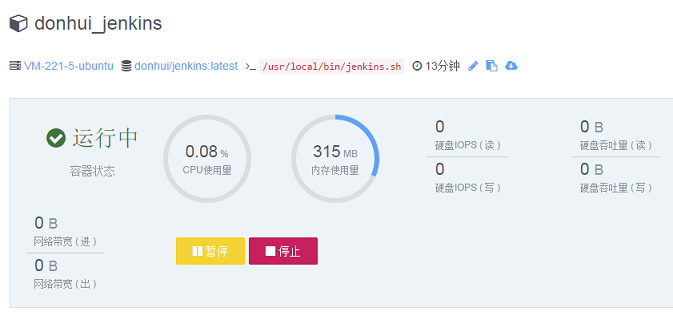 donhui_jenkins
VM-221-5-ubuntu donhui/jenkins:latest >_ /usr/local/bin/jenkins.sh 13分钟
运行中
容器状态
0.08 %
CPU使用量
315 MB
内存使用量
0
硬盘IOPS ( 读 )
0
硬盘IOPS ( 写 )
0 B
硬盘吞吐量 ( 读 )
0 B
硬盘吞吐量 ( 写 )
0 B
网络带宽 ( 进 )
0 B
网络带宽 ( 出 )
暂停 停止